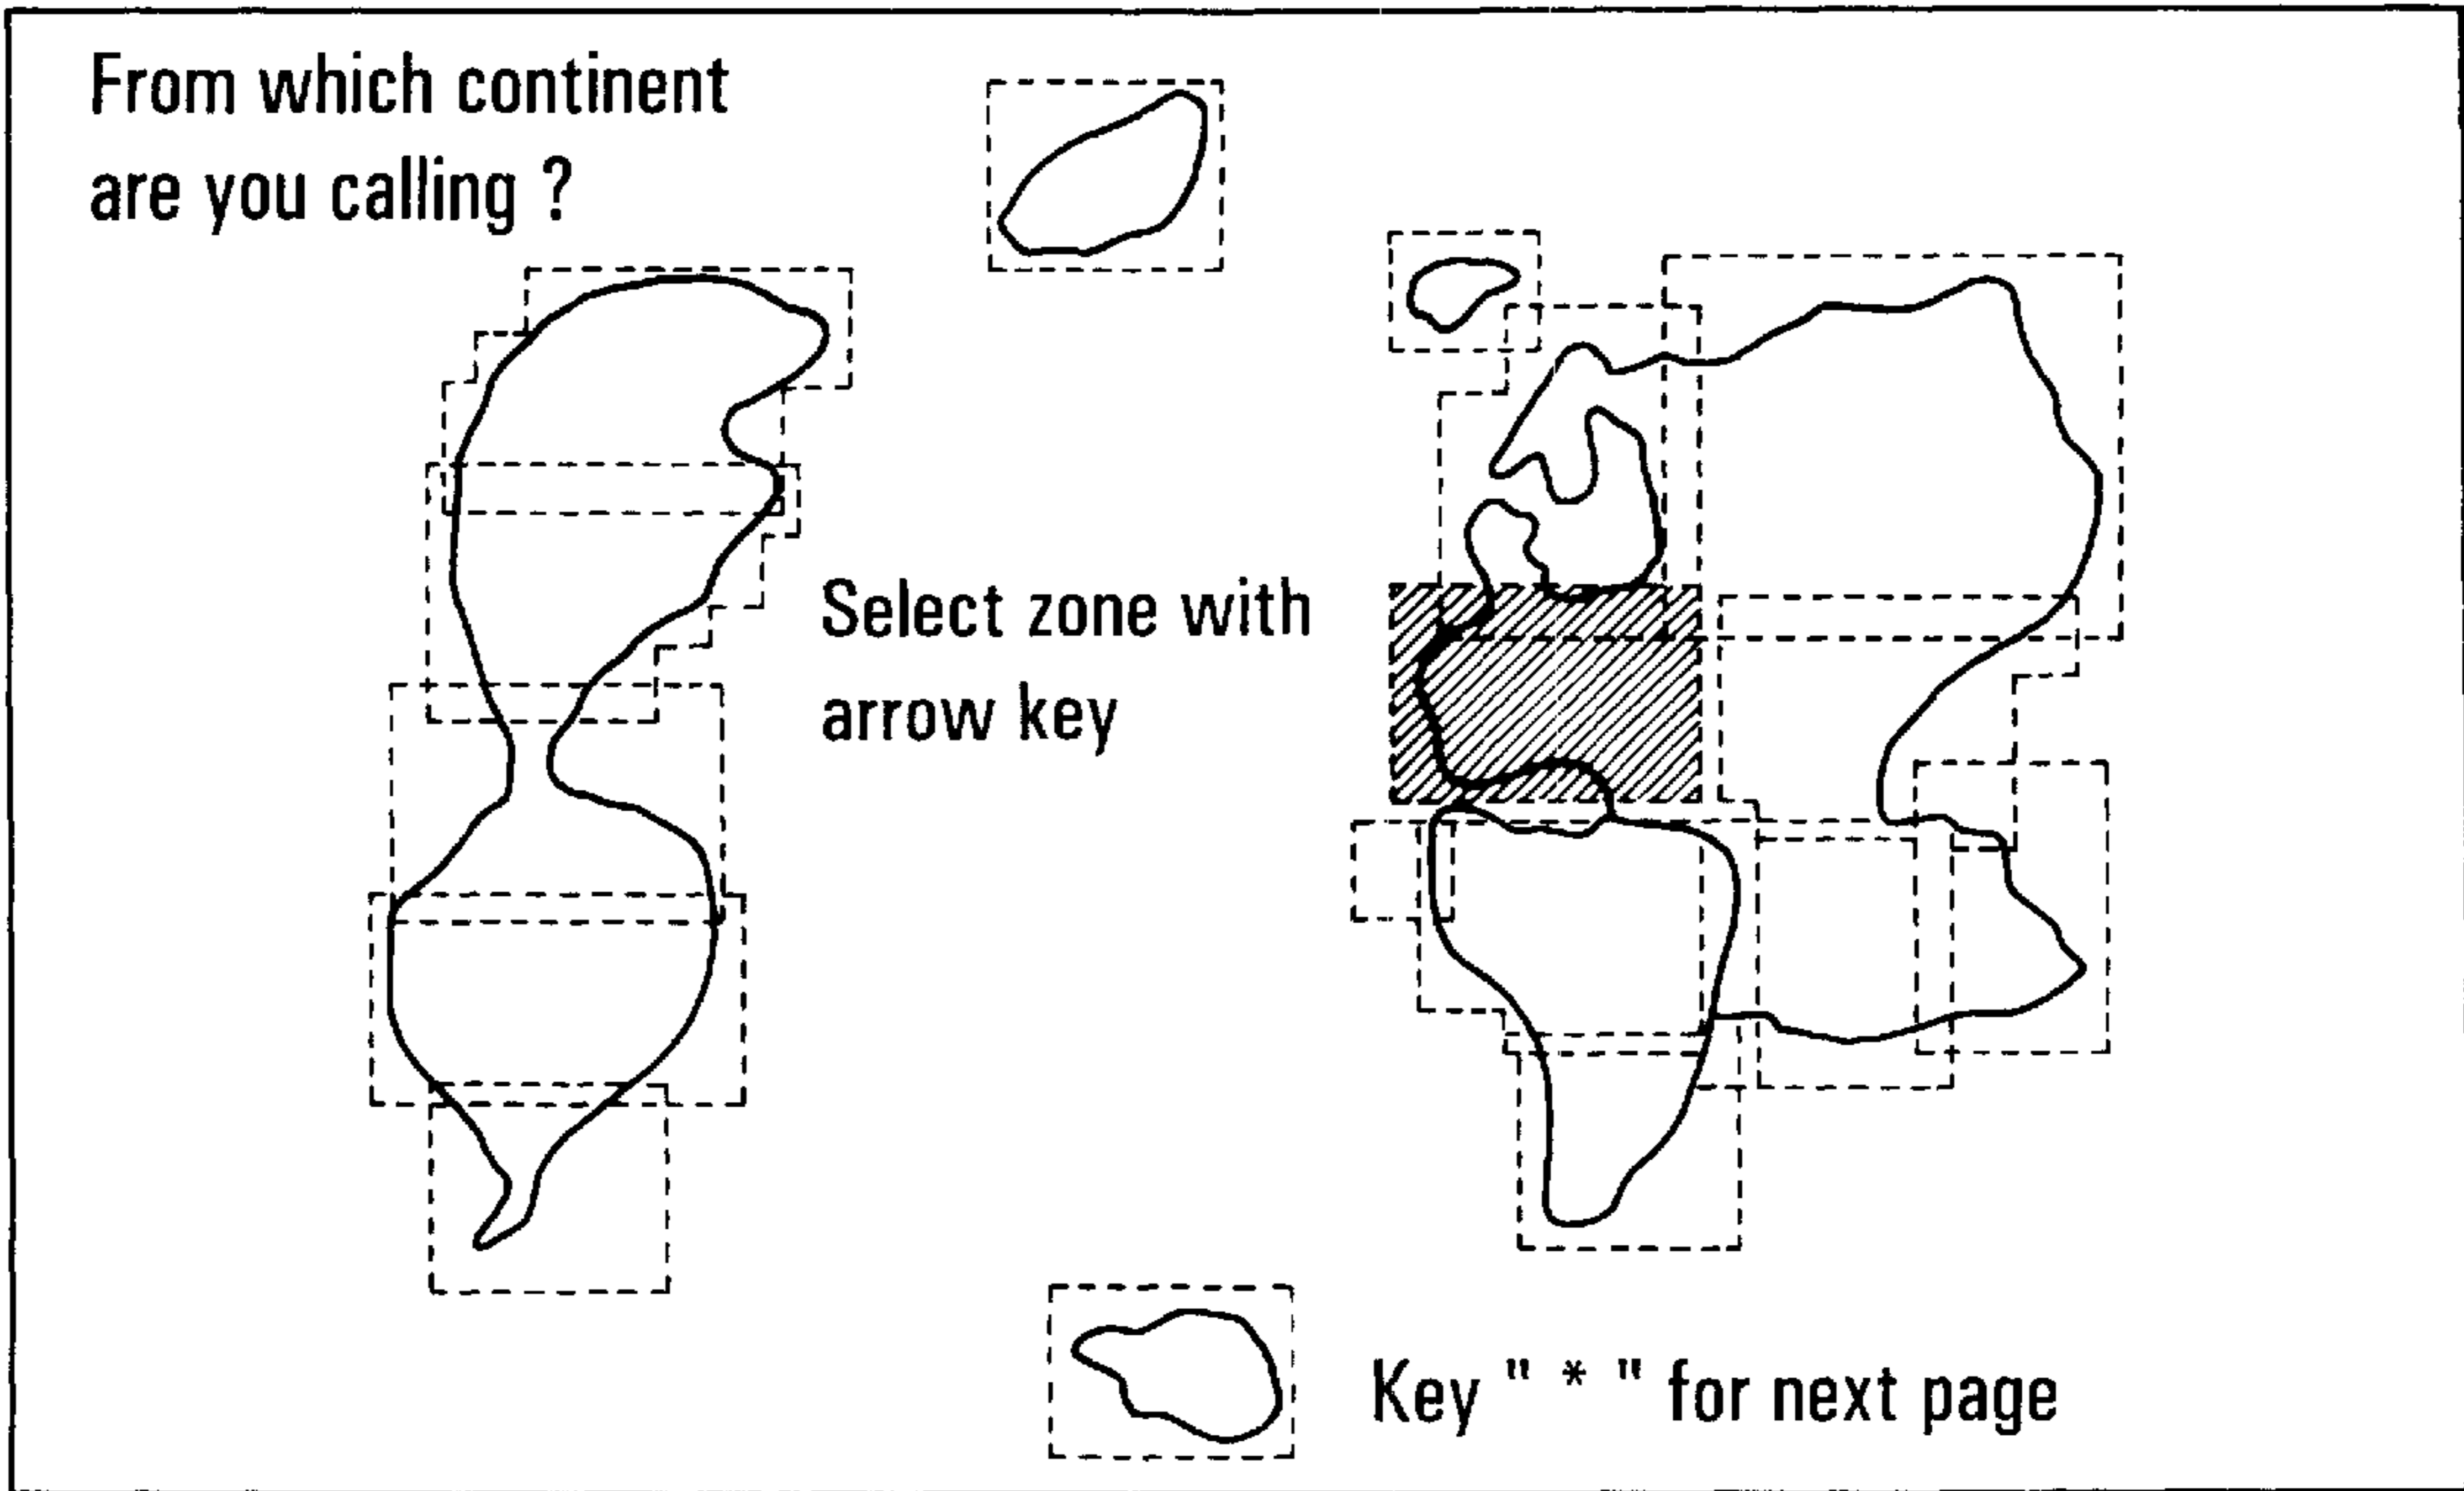 From which continent
are you calling ?
Select zone with
arrow key
Key " * " for next page